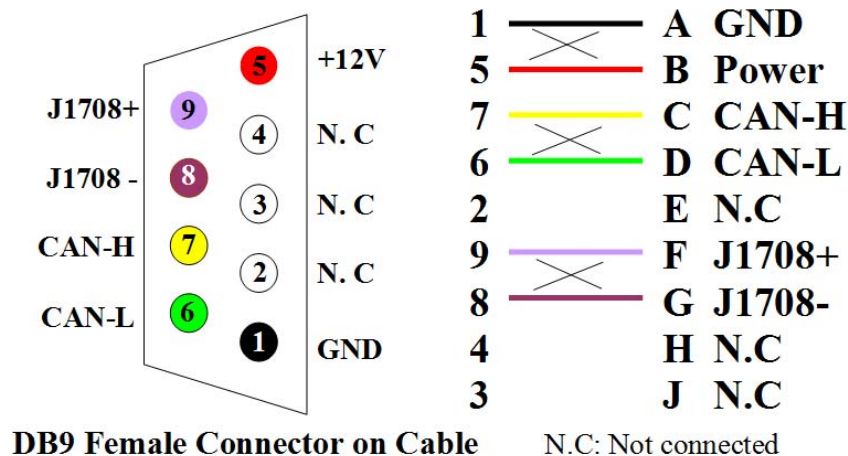 5 +12V
J1708+ 9
4 N. C
J1708 - 8
3 N. C
CAN-H 7
2 N. C
CAN-L 6
1 GND
DB9 Female Connector on Cable
1 A GND
5 B Power
7 C CAN-H
6 D CAN-L
2 E N.C
9 F J1708+
8 G J1708-
4 H N.C
3 J N.C
N.C: Not connected